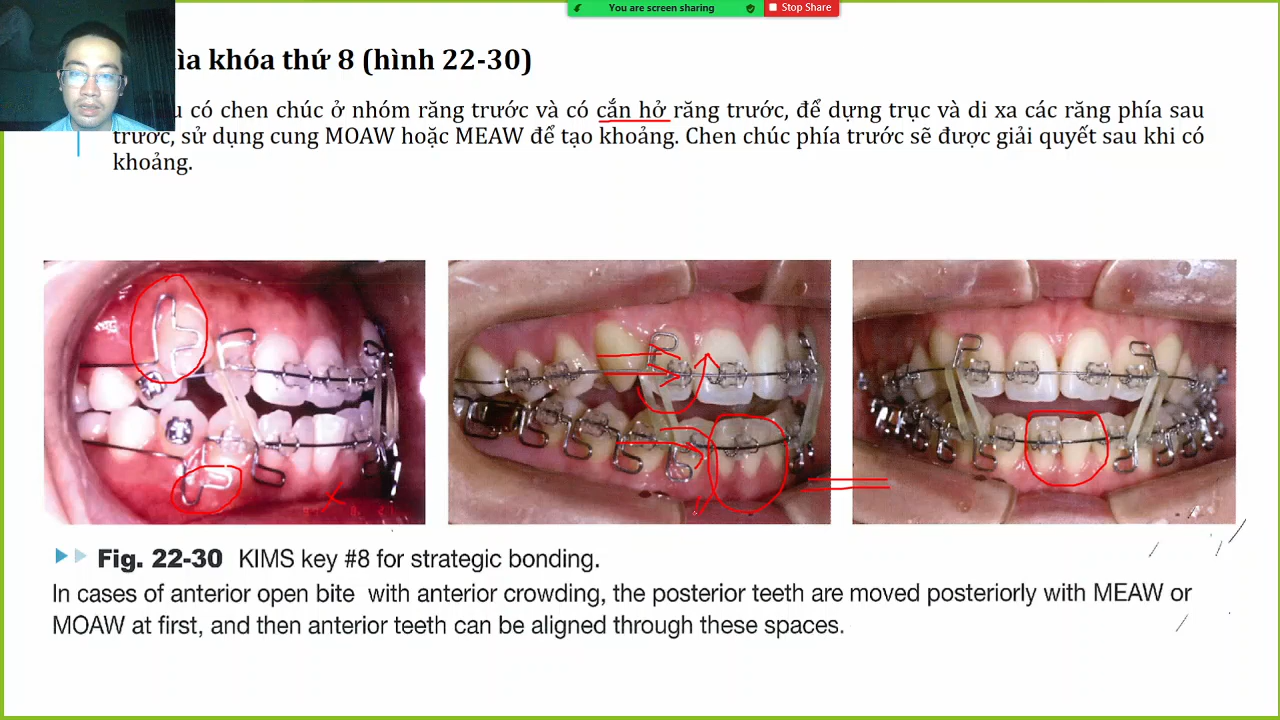 You are screen sharing
Stop Share
ìa khóa thứ 8 (hình 22-30)
có chen chúc ở nhóm răng trước và có cắn hở răng trước, để dựng trục và di xa các răng phía sau
trước, sử dụng cung MOAW hoặc MEAW để tạo khoảng. Chen chúc phía trước sẽ được giải quyết sau khi có
khoảng.
Fig. 22-30 KIMS key #8 for strategic bonding.
In cases of anterior open bite with anterior crowding, the posterior teeth are moved posteriorly with MEAW or
MOAW at first, and then anterior teeth can be aligned through these spaces.